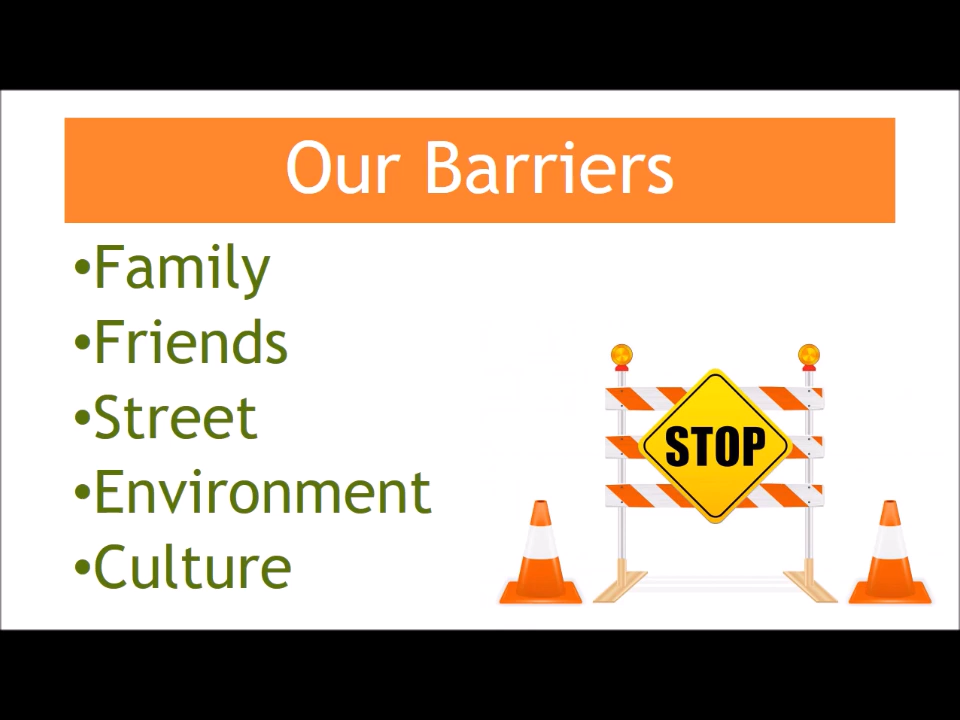 Our Barriers
•Family
•Friends
•Street
•Environment
•Culture
STOP